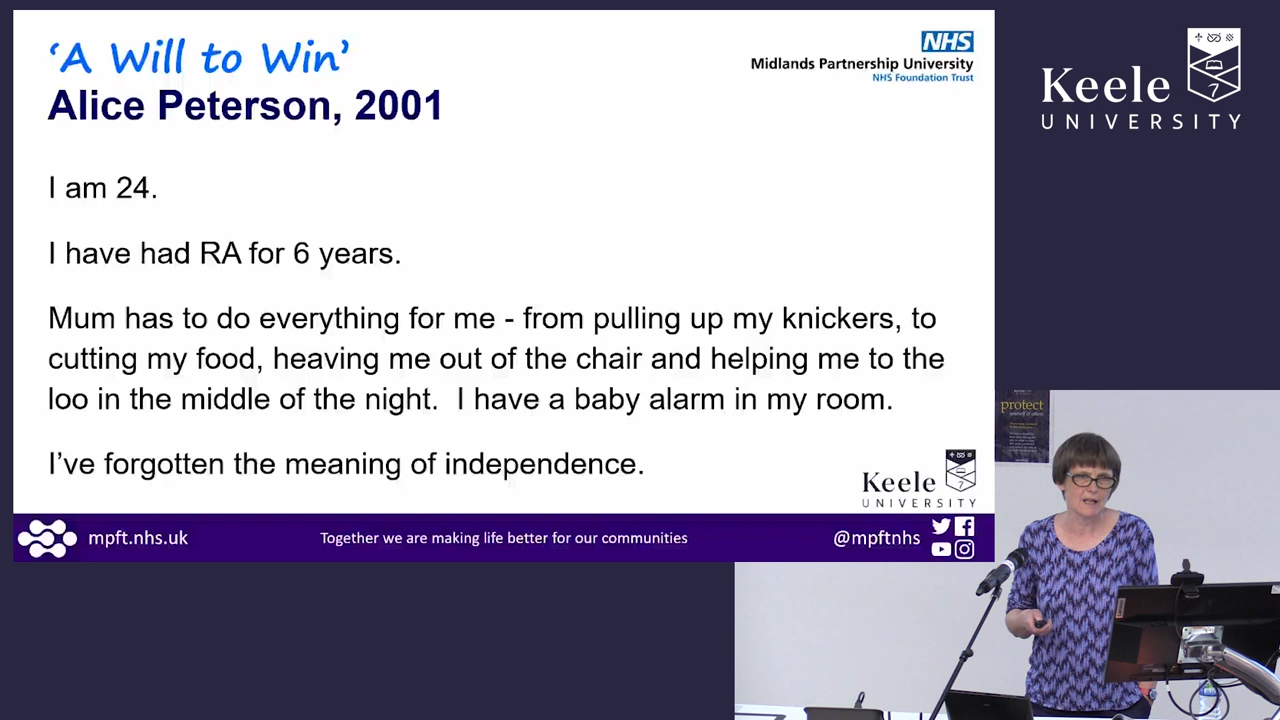 ‘A Will to Win’
Alice Peterson, 2001
NHS
Midlands Partnership University
NHS Foundation Trust
Keele
UNIVERSITY
I am 24.
I have had RA for 6 years.
Mum has to do everything for me - from pulling up my knickers, to
cutting my food, heaving me out of the chair and helping me to the
loo in the middle of the night.  I have a baby alarm in my room.
I’ve forgotten the meaning of independence.
Keele
UNIVERSITY
mpft.nhs.uk
Together we are making life better for our communities
@mpftnhs
protect